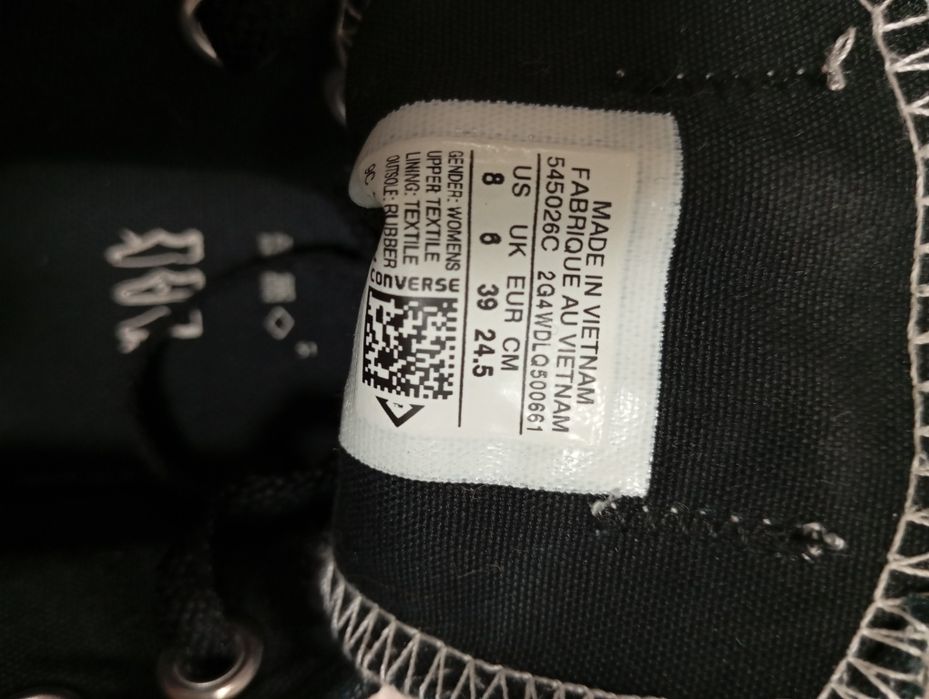 MADE IN VIETNAM
FABRIQUE AU VIETNAM
545026C 2Q4WDLQ500661
US UK EUR CM
8 6 39 24.5
GENDER: WOMENS
UPPER TEXTILE
LINING: TEXTILE
OUTSOLE: RUBBER
CONVERSE